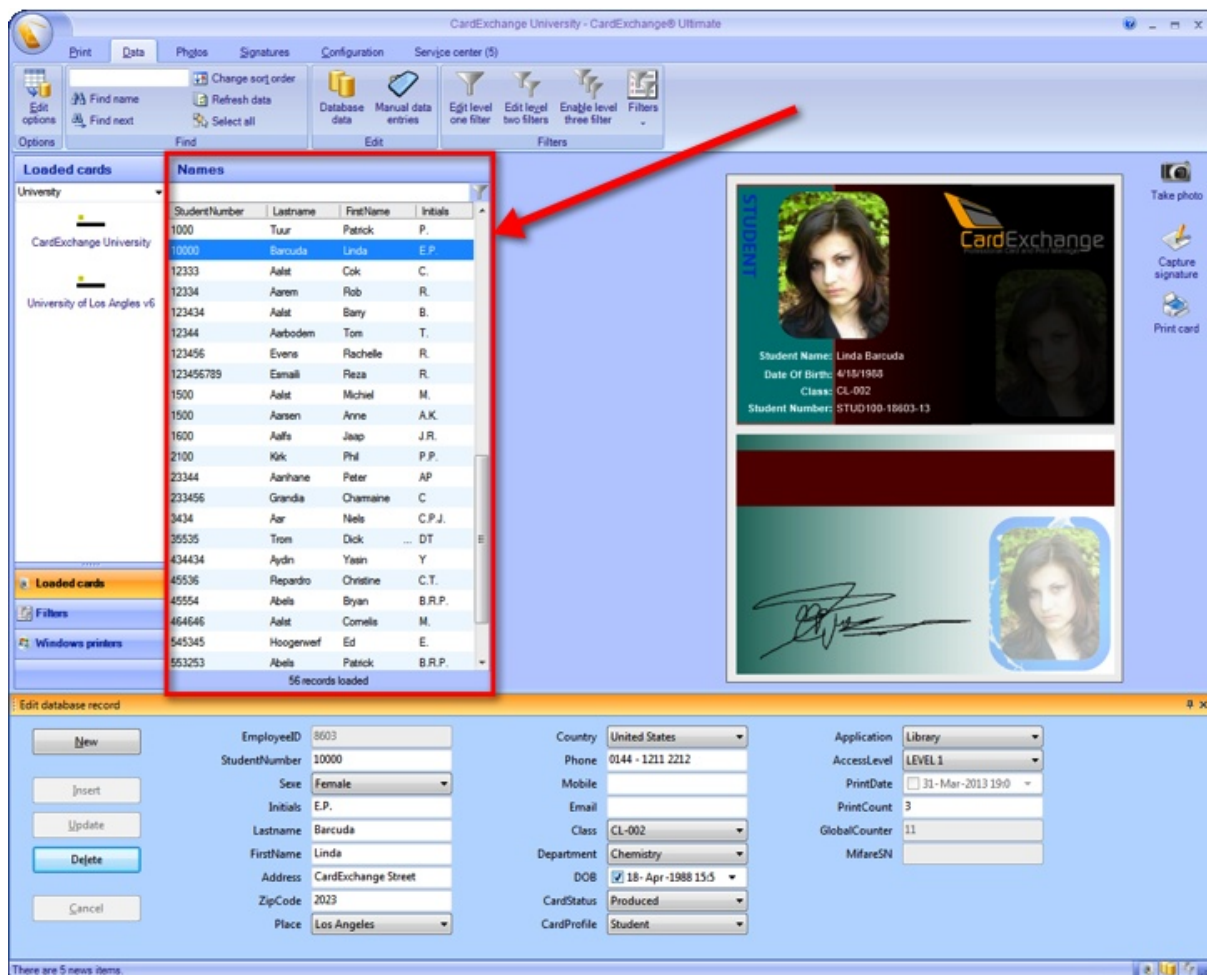 CardExchange University - CardExchange® Ultimate
Print Data Photos Signatures Configuration Service center (5)
Edit options
Find name
Find next
Change sort order
Refresh data
Select all
Database data
Manual data entries
Edit level one filter
Edit level two filters
Enable level three filter
Filters
Options Find Edit Filters
Loaded cards
University
CardExchange University
University of Los Angles v6
Loaded cards
Filters
Windows printers
Names
StudentNumber Lastname FirstName Initials
1000 Tuur Patrick P.
10000 Barcuda Linda E.P.
12333 Aalst Cok C.
12334 Aarem Rob R.
123434 Aalst Barry B.
12344 Aarbodem Tom T.
123456 Evens Rachelle R.
123456789 Esmaili Reza R.
1500 Aalst Michiel M.
1500 Aarsen Anne A.K.
1600 Aalfs Jaap J.R.
2100 Kirk Phil P.P.
23344 Aanhane Peter AP
233456 Grandia Charmaine C
3434 Aar Niels C.P.J.
35535 Trom Dick ... DT
434434 Aydin Yasin Y
45536 Repardro Christine C.T.
45554 Abels Bryan B.R.P.
464646 Aalst Cornelis M.
545345 Hoogerwerf Ed E.
553253 Abels Patrick B.R.P.
56 records loaded
STUDENT
CardExchange
Professional Card and Print Manager
Student Name: Linda Barcuda
Date Of Birth: 4/18/1988
Class: CL-002
Student Number: STUD100-18603-13
Take photo
Capture signature
Print card
Edit database record
New
Insert
Update
Delete
Cancel
EmployeeID 8603
StudentNumber 10000
Sexe Female
Initials E.P.
Lastname Barcuda
FirstName Linda
Address CardExchange Street
ZipCode 2023
Place Los Angeles
Country United States
Phone 0144 - 1211 2212
Mobile
Email
Class CL-002
Department Chemistry
DOB 18- Apr -1988 15:5
CardStatus Produced
CardProfile Student
Application Library
AccessLevel LEVEL 1
PrintDate 31- Mar-2013 19:0
PrintCount 3
GlobalCounter 11
MifareSN
There are 5 news items.